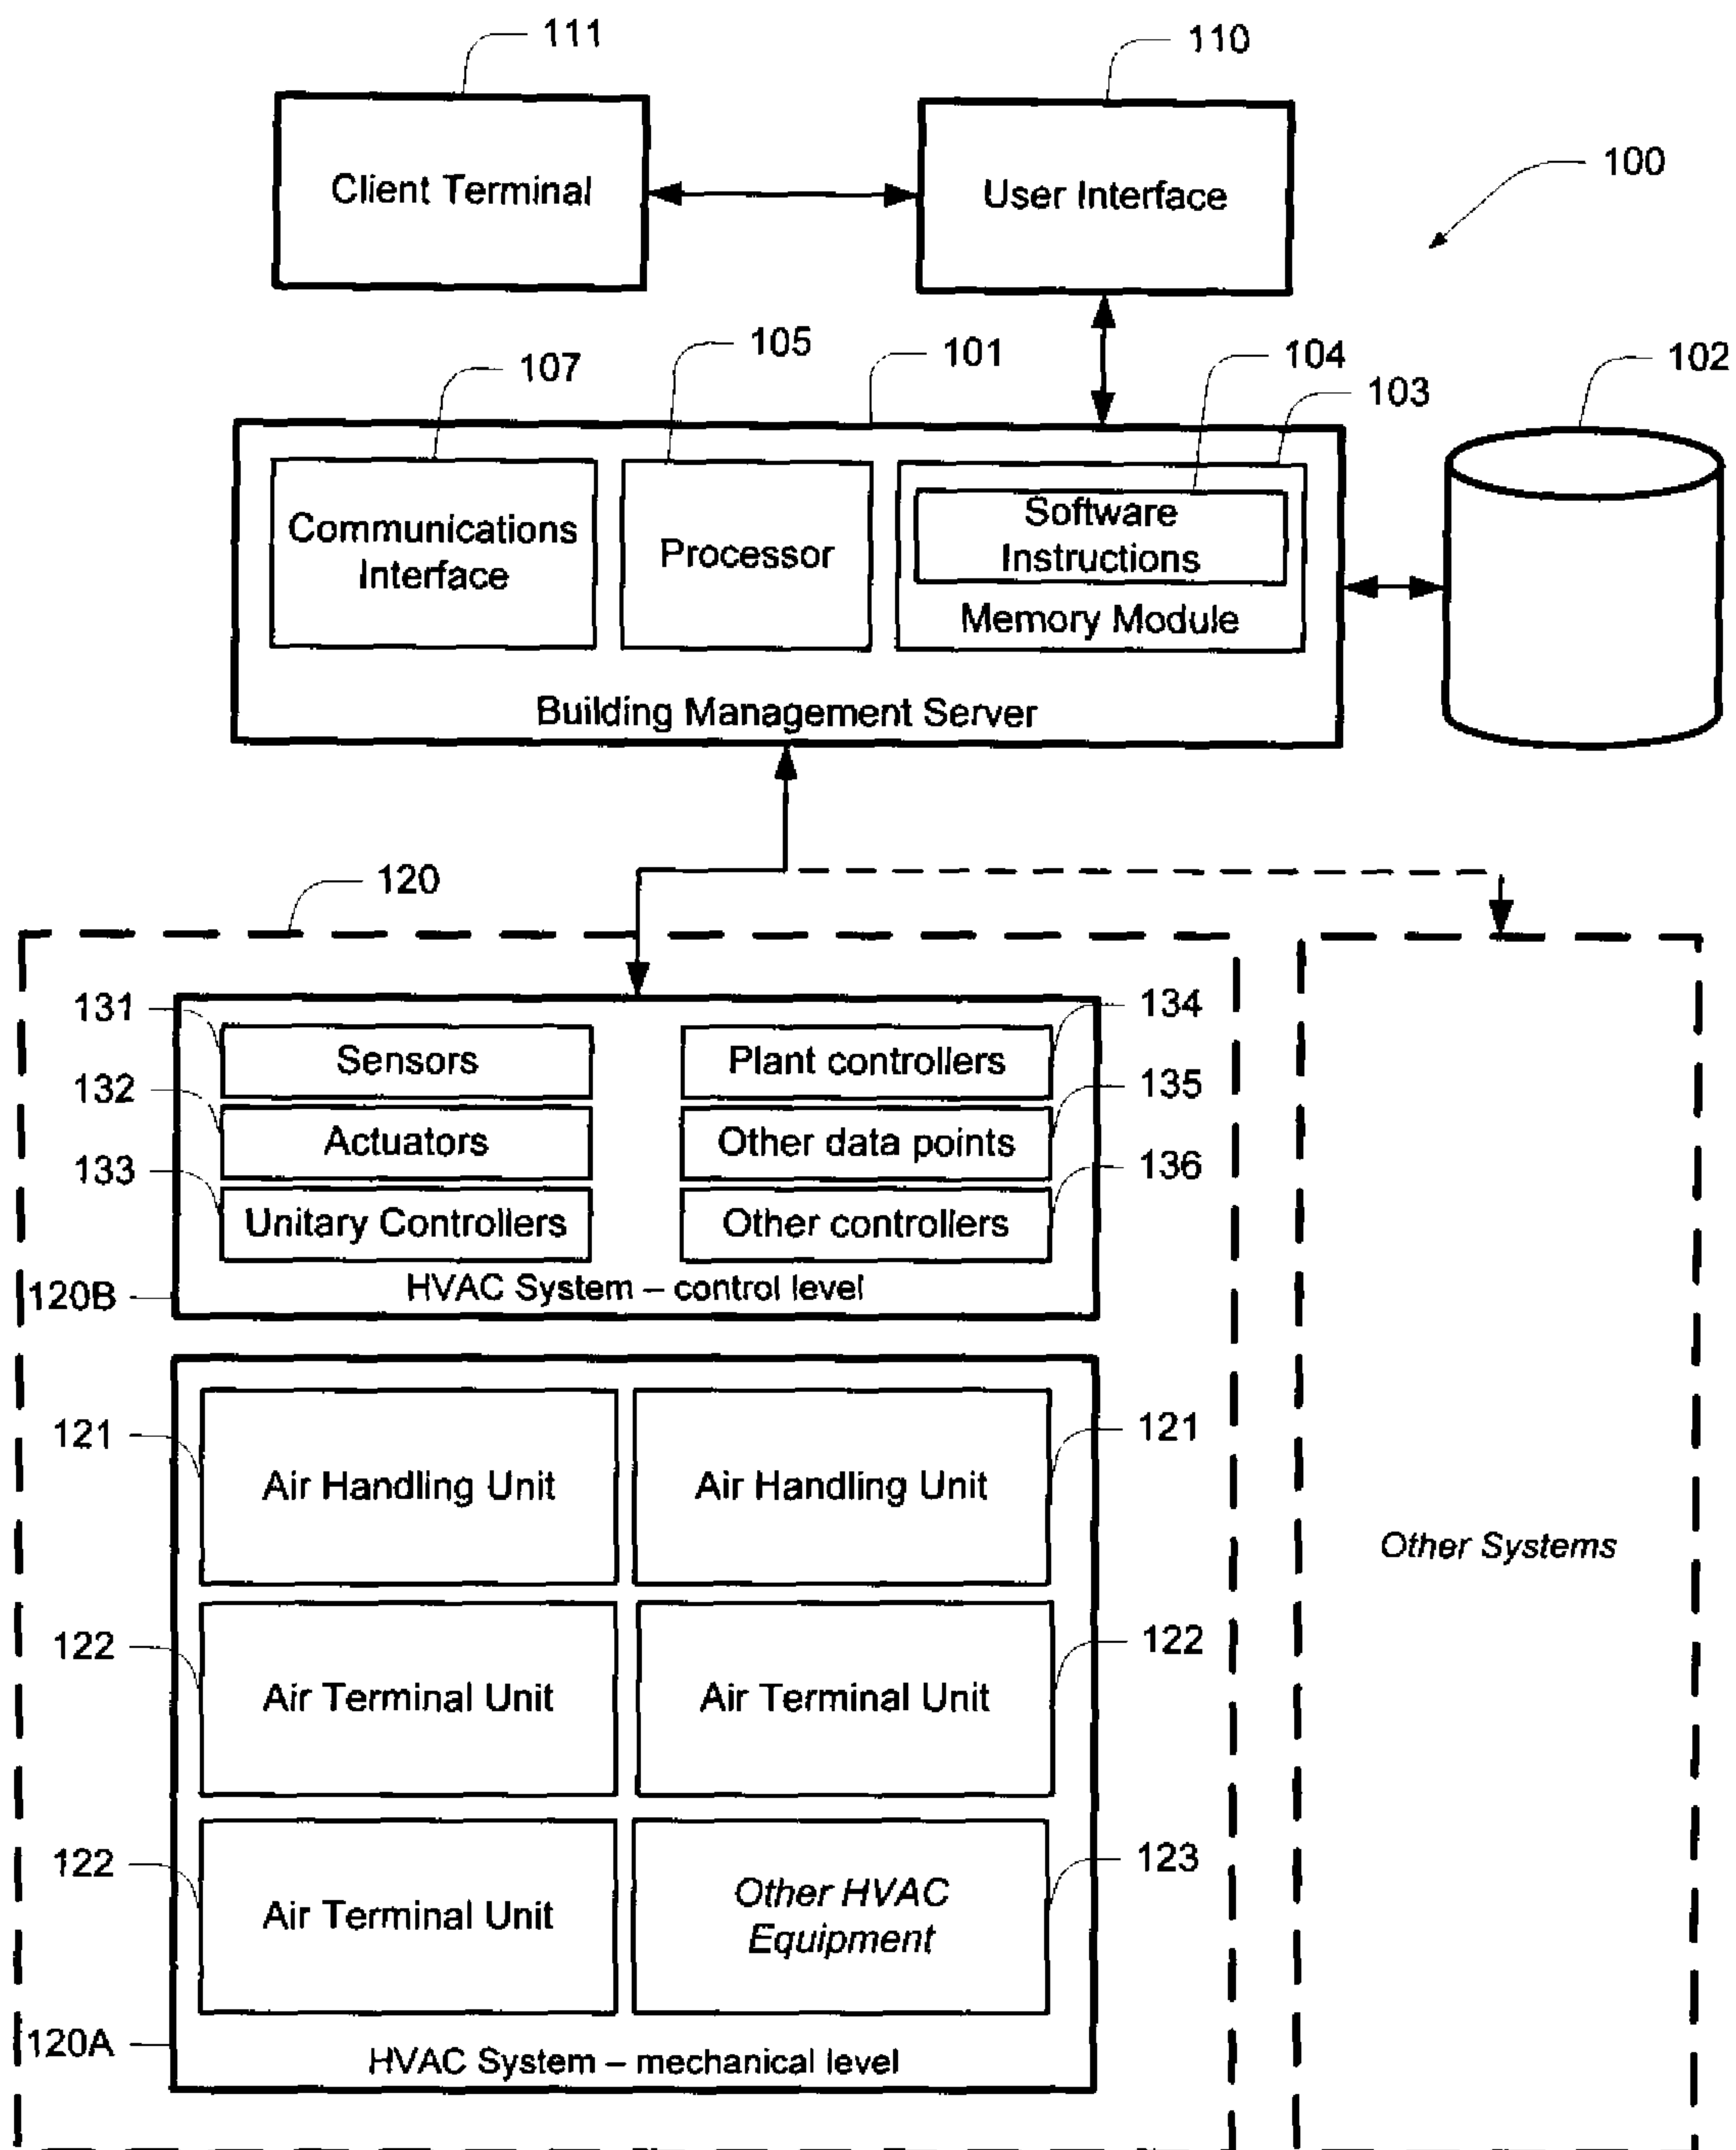 111
110
Client Terminal
User Interface
100
107
105
101
104
103
102
Communications
Interface
Processor
Software
Instructions
Memory Module
Building Management Server
120
131
Sensors
Plant controllers
134
132
Actuators
Other data points
135
133
Unitary Controllers
Other controllers
136
120B
HVAC System – control level
121
Air Handling Unit
Air Handling Unit
121
Other Systems
122
Air Terminal Unit
Air Terminal Unit
122
122
Air Terminal Unit
Other HVAC
Equipment
123
120A
HVAC System – mechanical level